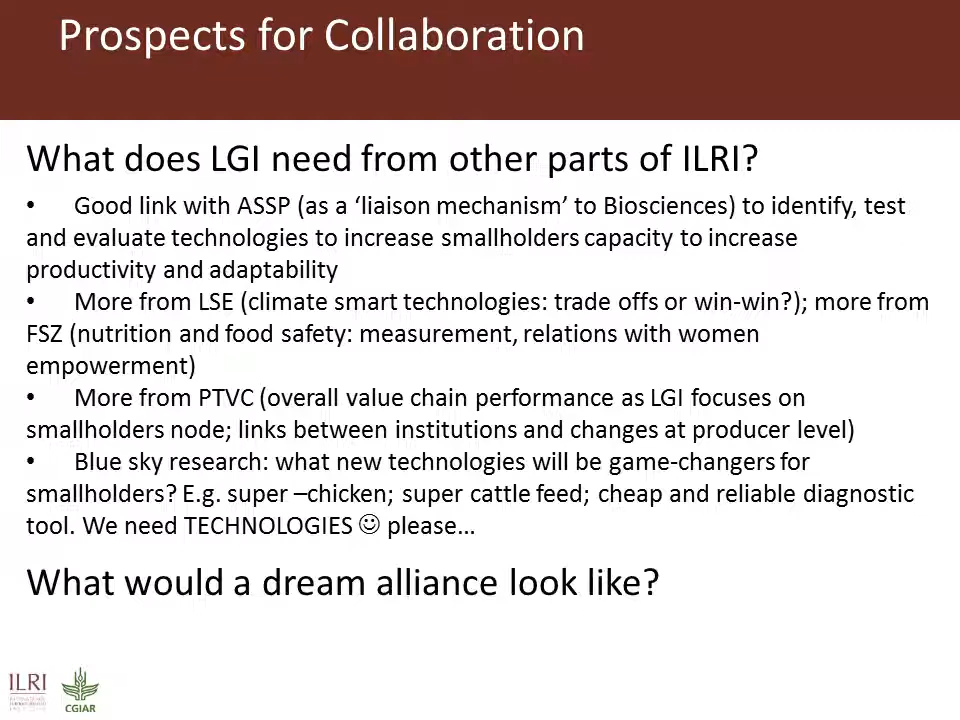 Prospects for Collaboration
What does LGI need from other parts of ILRI?
• Good link with ASSP (as a ‘liaison mechanism’ to Biosciences) to identify, test
and evaluate technologies to increase smallholders capacity to increase
productivity and adaptability
• More from LSE (climate smart technologies: trade offs or win-win?); more from
FSZ (nutrition and food safety: measurement, relations with women
empowerment)
• More from PTVC (overall value chain performance as LGI focuses on
smallholders node; links between institutions and changes at producer level)
• Blue sky research: what new technologies will be game-changers for
smallholders? E.g. super –chicken; super cattle feed; cheap and reliable diagnostic
tool. We need TECHNOLOGIES ☺ please...
What would a dream alliance look like?
ILRI
CGIAR